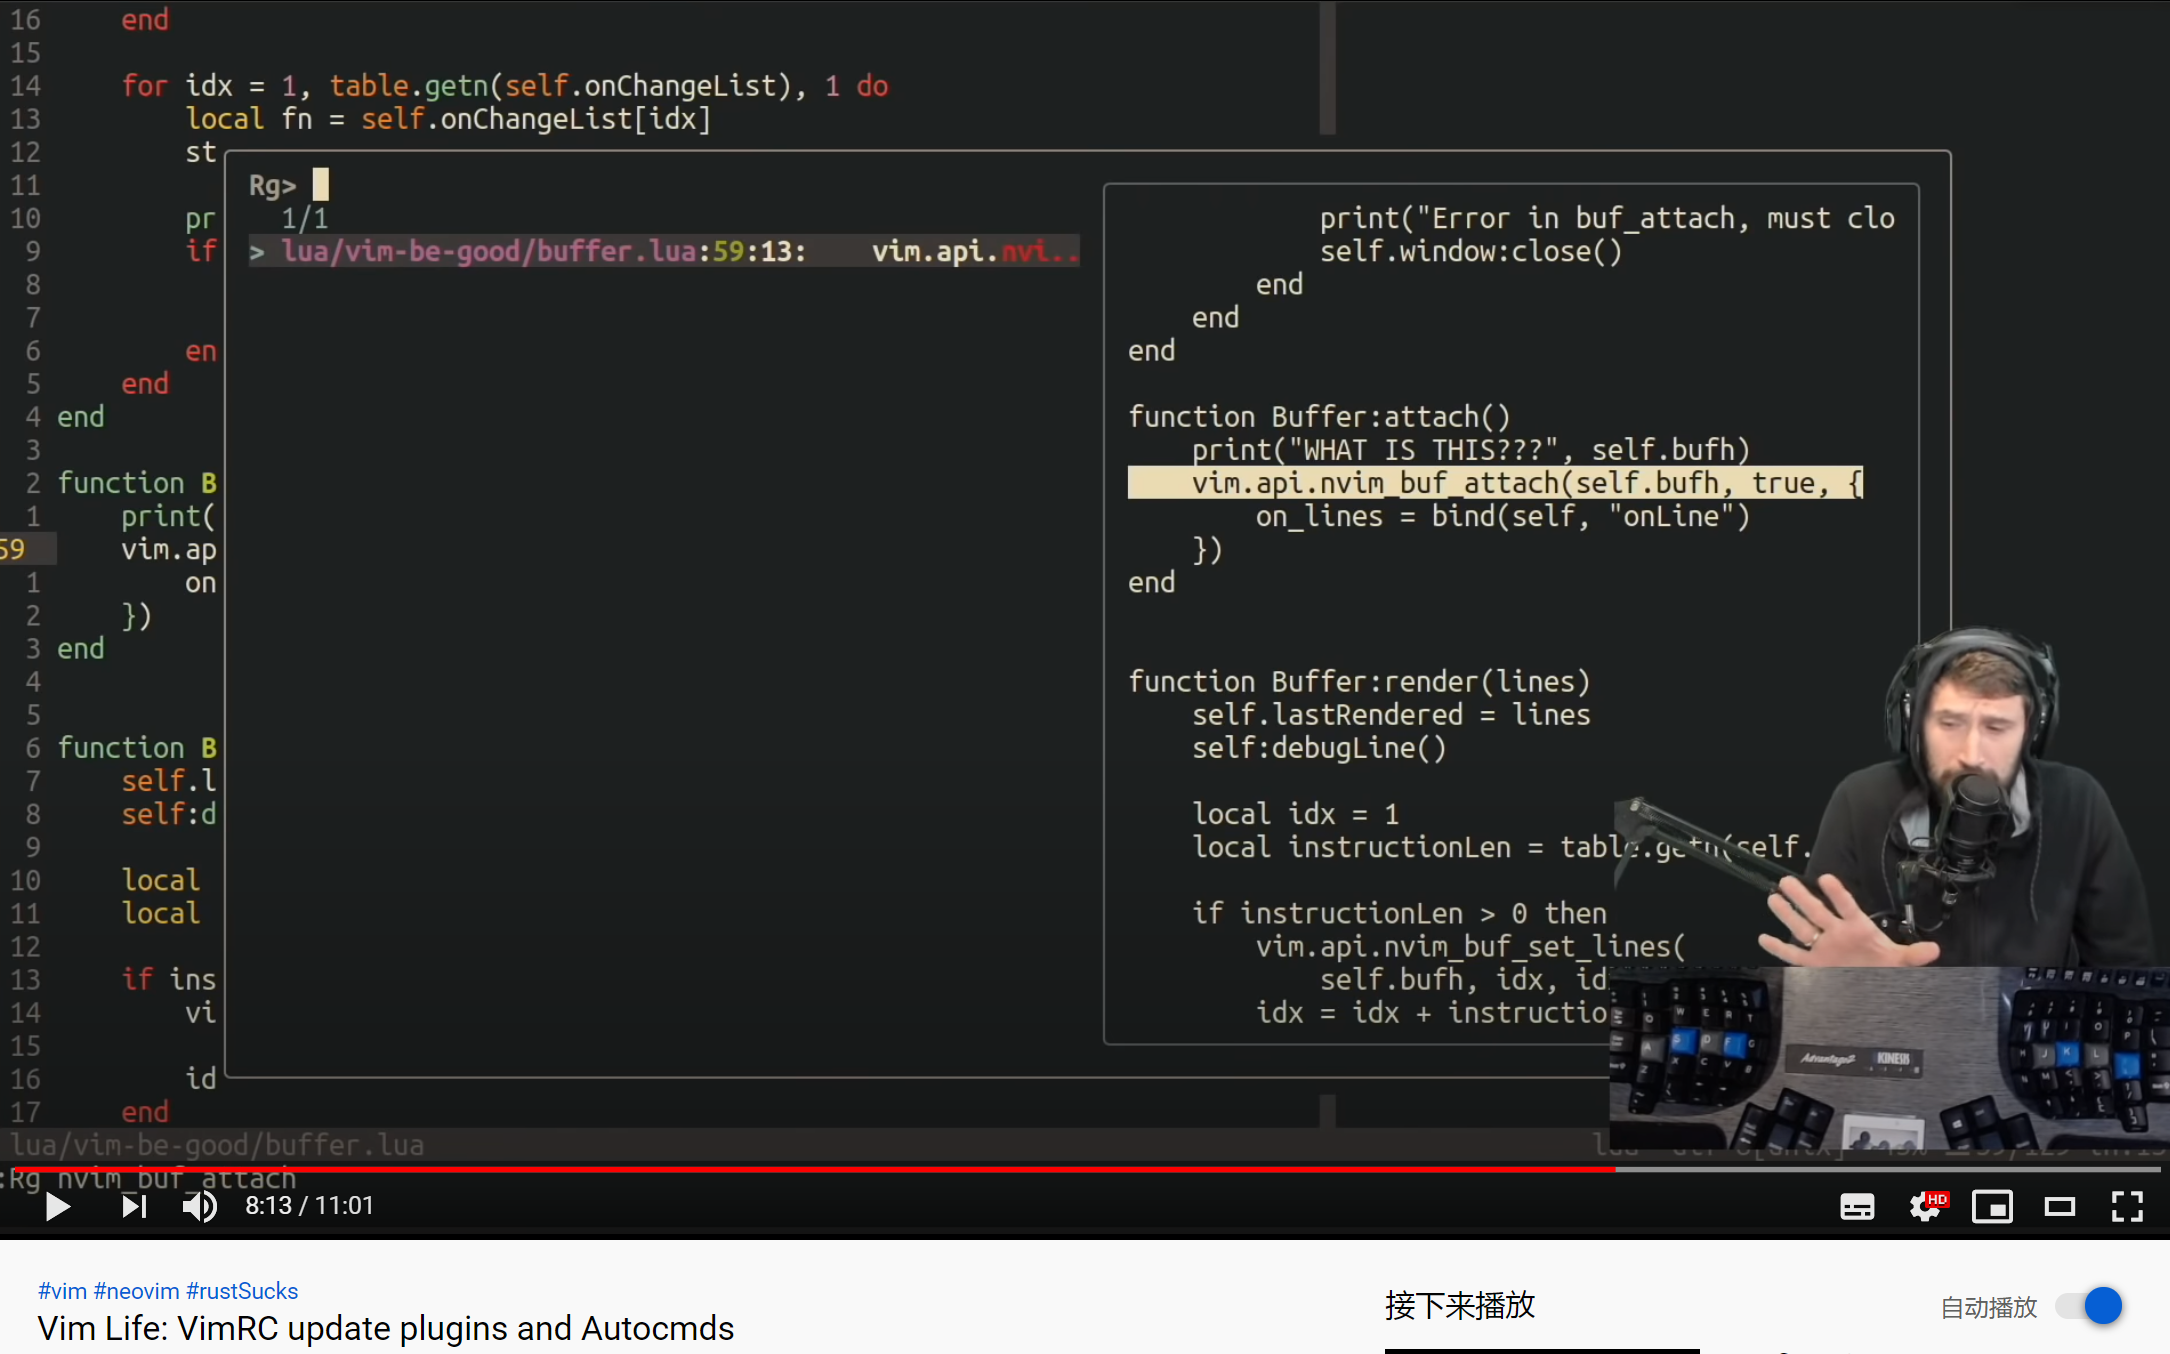 16 end
15
14 for idx = 1, table.getn(self.onChangeList), 1 do
13 local fn = self.onChangeList[idx]
12 st
11
10 pr
9 if
8
7
6 en
5 end
4 end
3
2 function B
1 print(
59 vim.ap
1 on
2 })
3 end
4
5
6 function B
7 self.l
8 self:d
9
10 local
11 local
12
13 if ins
14 vi
15
16 id
17 end
Rg>
1/1
> lua/vim-be-good/buffer.lua:59:13: vim.api.nvi..
print("Error in buf_attach, must clo
self.window:close()
end
end
end
function Buffer:attach()
print("WHAT IS THIS???", self.bufh)
vim.api.nvim_buf_attach(self.bufh, true, {
on_lines = bind(self, "onLine")
})
end
function Buffer:render(lines)
self.lastRendered = lines
self:debugLine()
local idx = 1
local instructionLen = table.getn(self.
if instructionLen > 0 then
vim.api.nvim_buf_set_lines(
self.bufh, idx, id
idx = idx + instructio
Advantage2 KINESIS
lua/vim-be-good/buffer.lua
:Rg nvim_buf_attach
8:13 / 11:01
HD
#vim #neovim #rustSucks
Vim Life: VimRC update plugins and Autocmds
接下来播放
自动播放